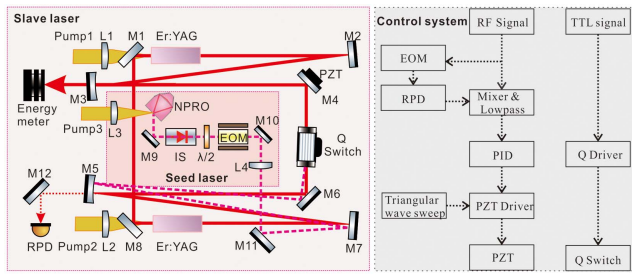 Slave laser
Pump1 L1 M1 Er:YAG M2
PZT
M3
M4
Energy
meter
NPRO
Pump3 L3
M10
M9 IS λ/2 EOM
Q
Switch
L4
Seed laser
M12 M5
M6
RPD
Pump2 L2 M8 Er:YAG M11 M7
Control system
RF Signal
TTL signal
EOM
RPD
Mixer &
Lowpass
PID
Q Driver
Triangular
wave sweep
PZT Driver
PZT
Q Switch